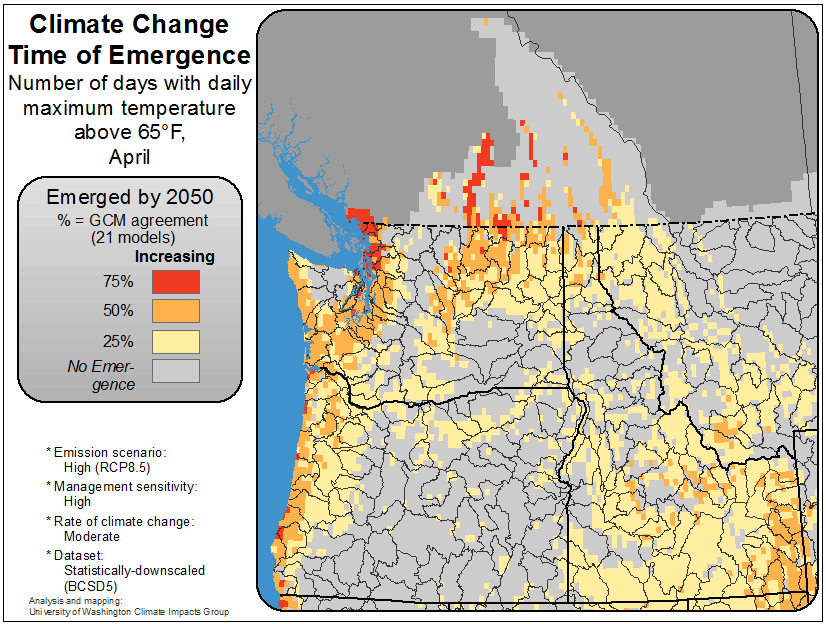 Climate Change
Time of Emergence
Number of days with daily
maximum temperature
above 65°F,
April
Emerged by 2050
% = GCM agreement
(21 models)
Increasing
75%
50%
25%
No Emer-
gence
* Emission scenario:
High (RCP8.5)
* Management sensitivity:
High
* Rate of climate change:
Moderate
* Dataset:
Statistically-downscaled
(BCSD5)
Analysis and mapping:
University of Washington Climate Impacts Group